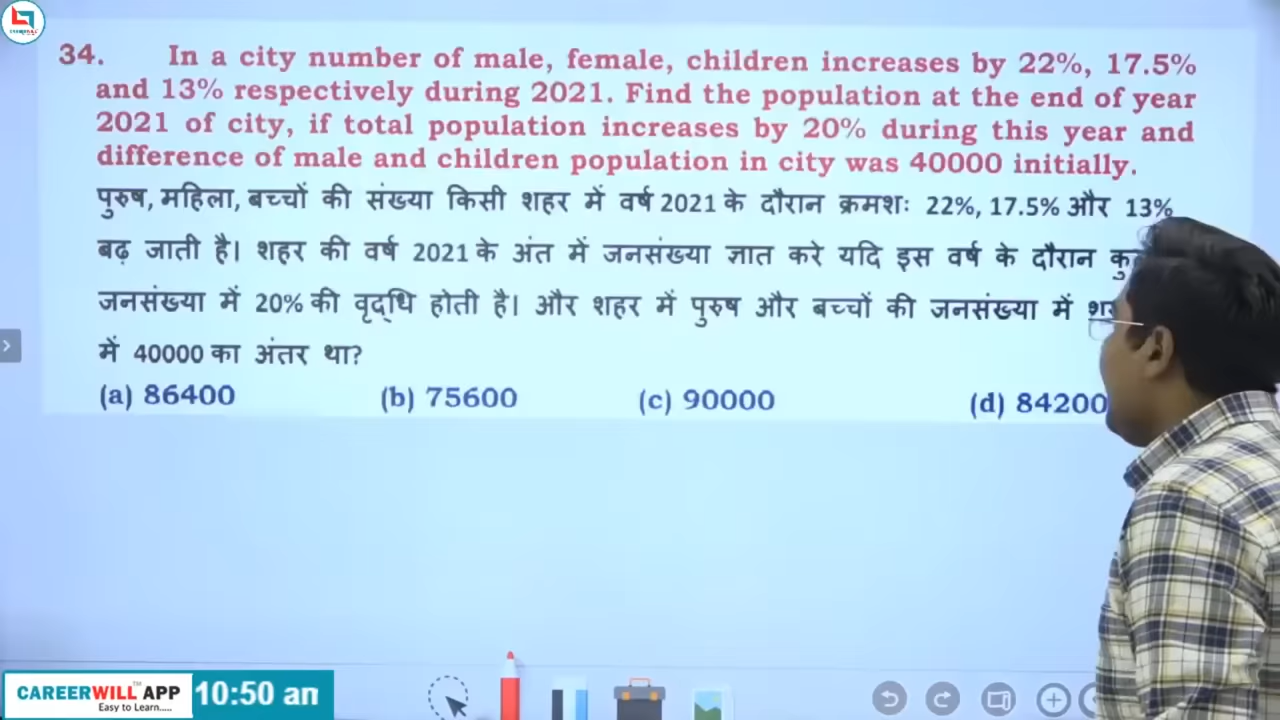 34. In a city number of male, female, children increases by 22%, 17.5%
and 13% respectively during 2021. Find the population at the end of year
2021 of city, if total population increases by 20% during this year and
difference of male and children population in city was 40000 initially.
पुरुष, महिला, बच्चों की संख्या किसी शहर में वर्ष 2021 के दौरान क्रमशः 22%, 17.5% और 13%
बढ़ जाती है। शहर की वर्ष 2021 के अंत में जनसंख्या ज्ञात करे यदि इस वर्ष के दौरान
जनसंख्या में 20% की वृद्धि होती है। और शहर में पुरुष और बच्चों की जनसंख्या में
में 40000 का अंतर था?
(a) 86400 (b) 75600 (c) 90000 (d) 84200
CAREERWILL APP
Easy to Learn.....
10:50 an